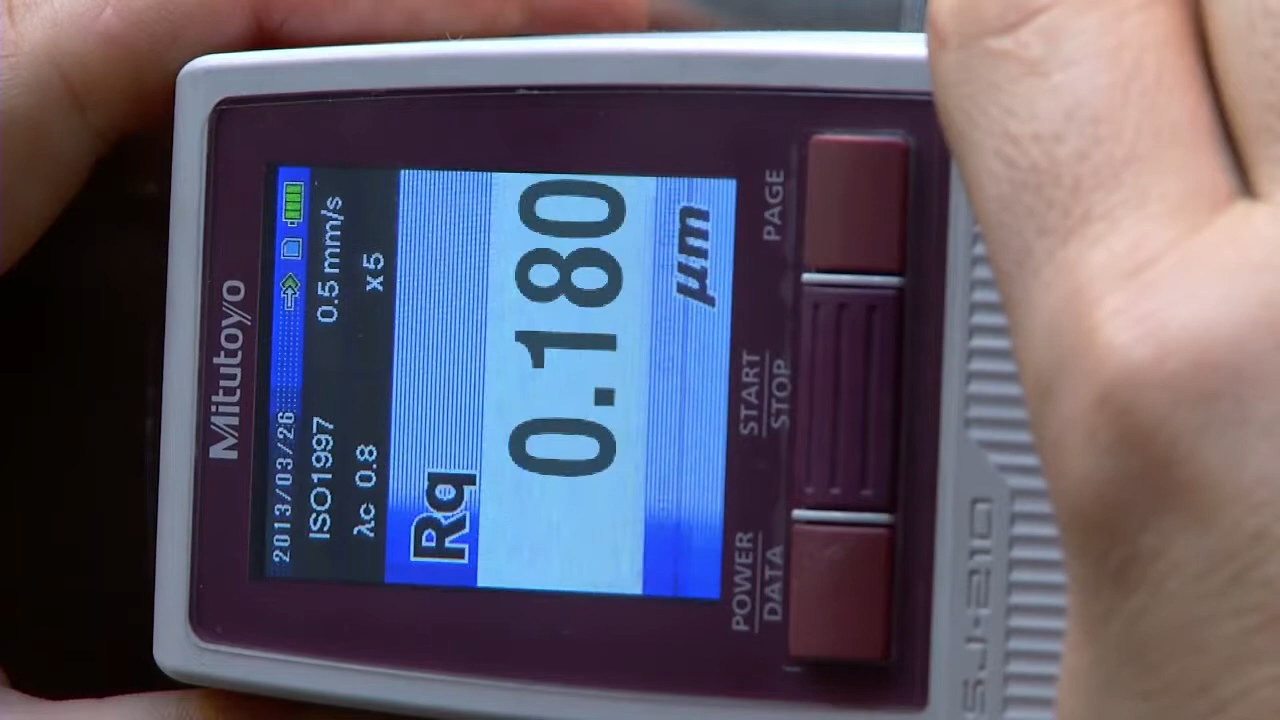 Mitutoyo
2013/03/26
ISO1997 0.5 mm/s
λc 0.8 x5
Rq
0.180
µm
POWER
DATA
START
STOP
PAGE
SJ-210